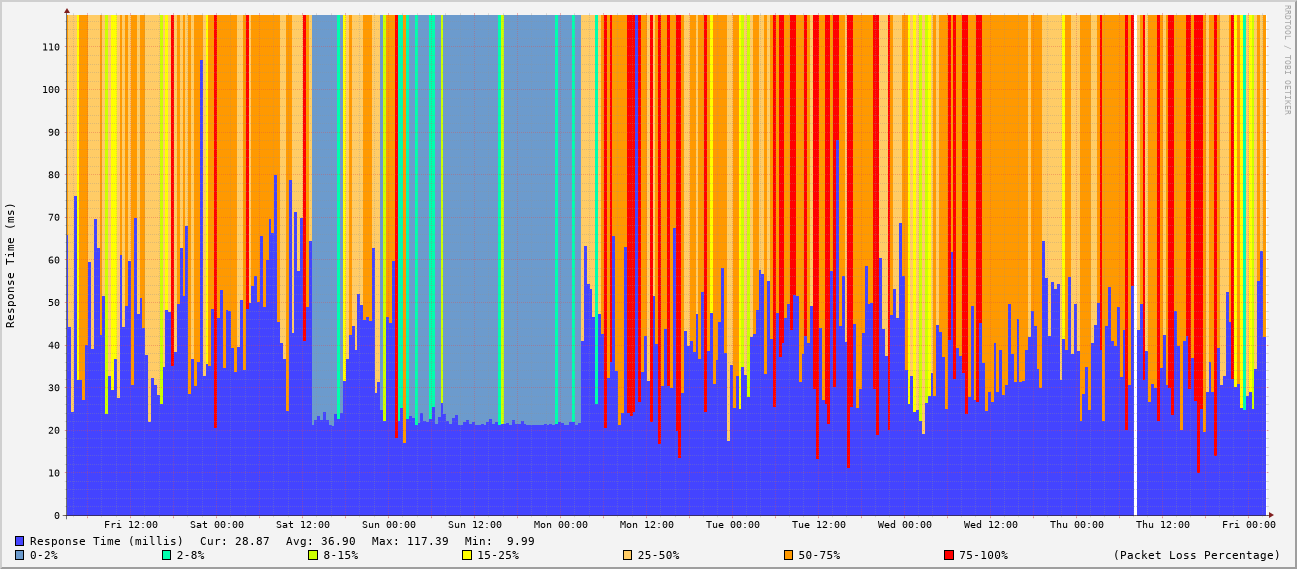 RRDTOOL / TOBI OETIKER
Response Time (ms)
110
100
90
80
70
60
50
40
30
20
10
0
Fri 12:00 Sat 00:00 Sat 12:00 Sun 00:00 Sun 12:00 Mon 00:00 Mon 12:00 Tue 00:00 Tue 12:00 Wed 00:00 Wed 12:00 Thu 00:00 Thu 12:00 Fri 00:00
Response Time (millis) Cur: 28.87 Avg: 36.90 Max: 117.39 Min: 9.99
0-2% 2-8% 8-15% 15-25% 25-50% 50-75% 75-100% (Packet Loss Percentage)